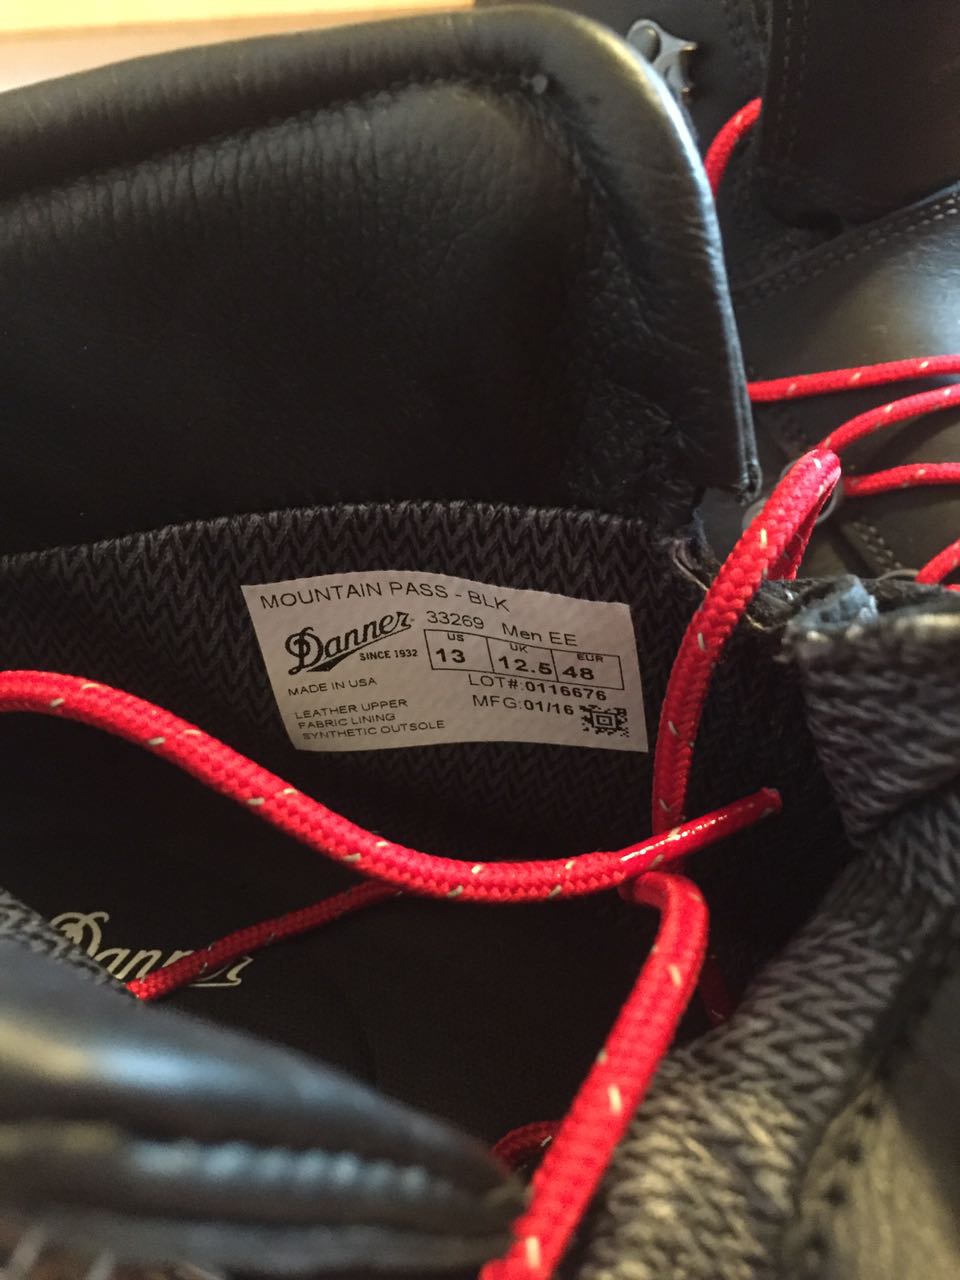 MOUNTAIN PASS - BLK
Danner 33269 Men EE
SINCE 1932
US UK EUR
13 12.5 48
MADE IN USA
LOT#:0116676
MFG:01/16
LEATHER UPPER
FABRIC LINING
SYNTHETIC OUTSOLE
Danner